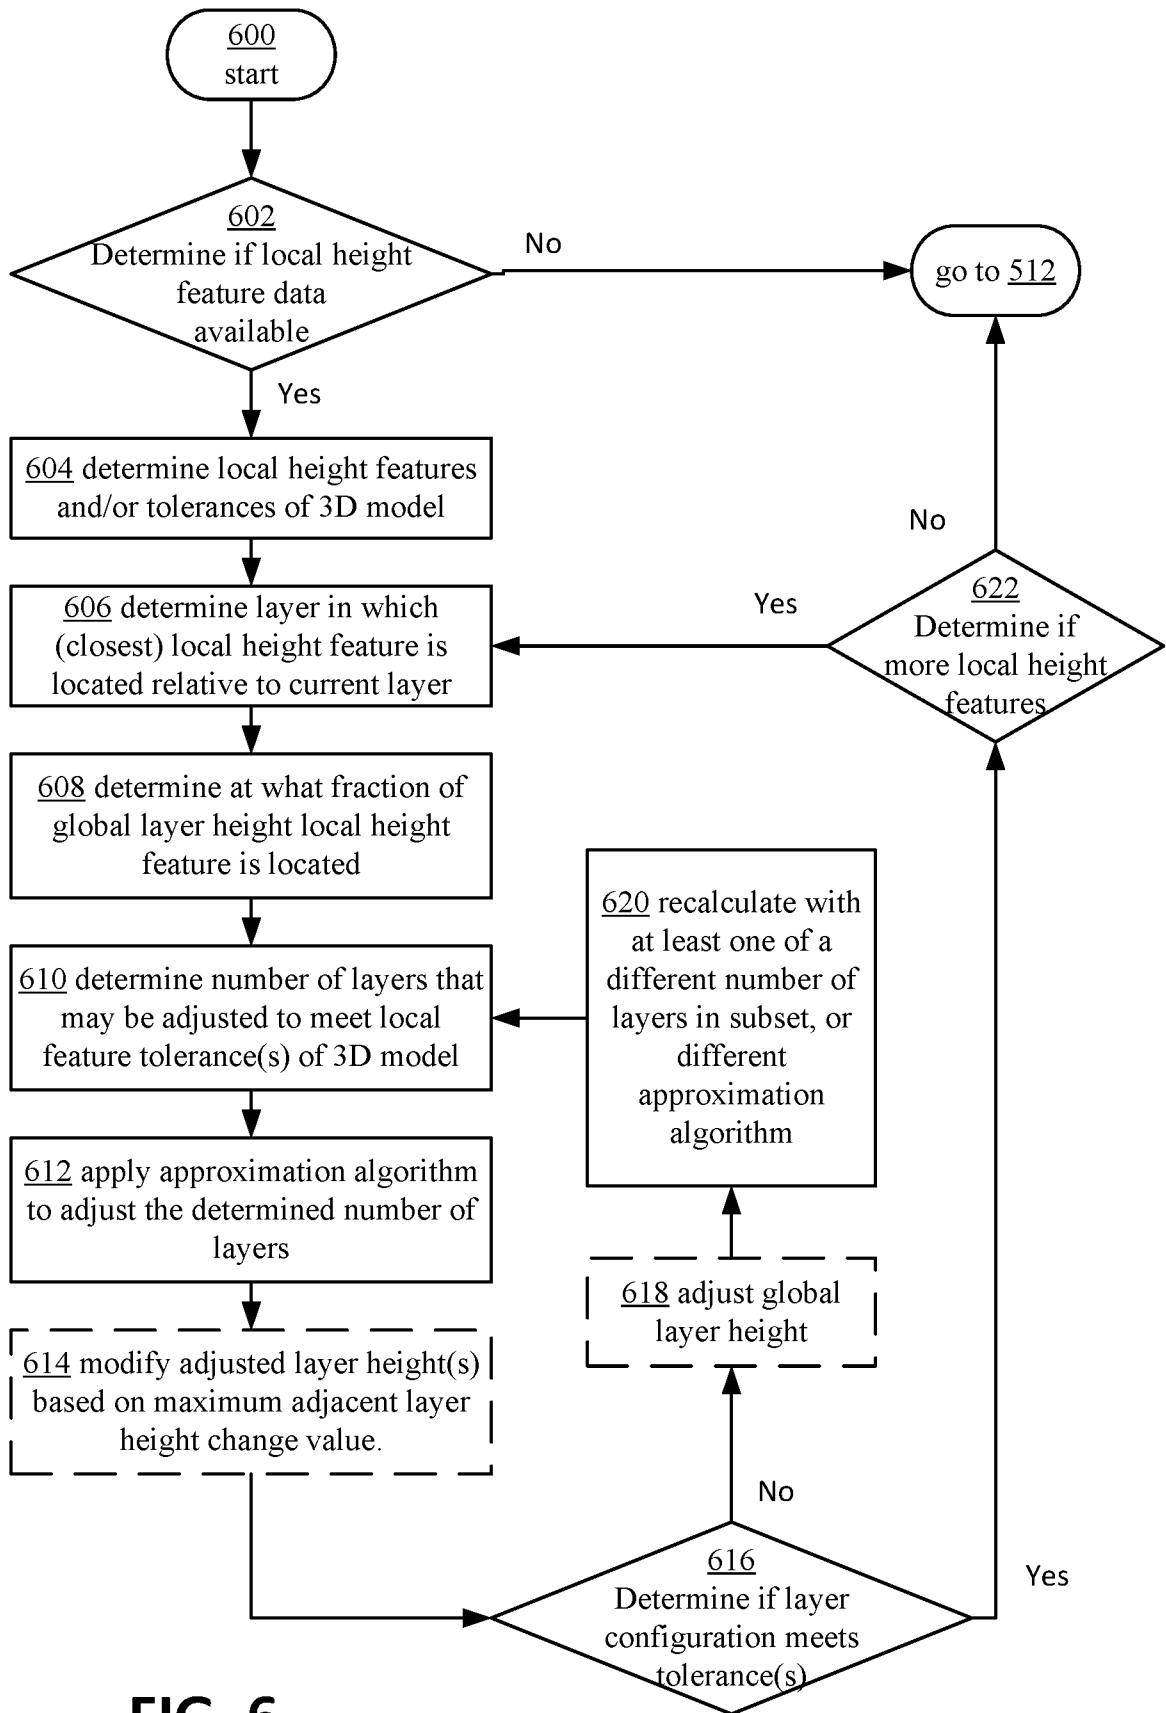 600
start
602
Determine if local height
feature data
available
No
go to 512
Yes
604 determine local height features
and/or tolerances of 3D model
606 determine layer in which
(closest) local height feature is
located relative to current layer
Yes
No
622
Determine if
more local height
features
608 determine at what fraction of
global layer height local height
feature is located
610 determine number of layers that
may be adjusted to meet local
feature tolerance(s) of 3D model
620 recalculate with
at least one of a
different number of
layers in subset, or
different
approximation
algorithm
612 apply approximation algorithm
to adjust the determined number of
layers
618 adjust global
layer height
614 modify adjusted layer height(s)
based on maximum adjacent layer
height change value.
No
616
Determine if layer
configuration meets
tolerance(s)
Yes
FIG. 6